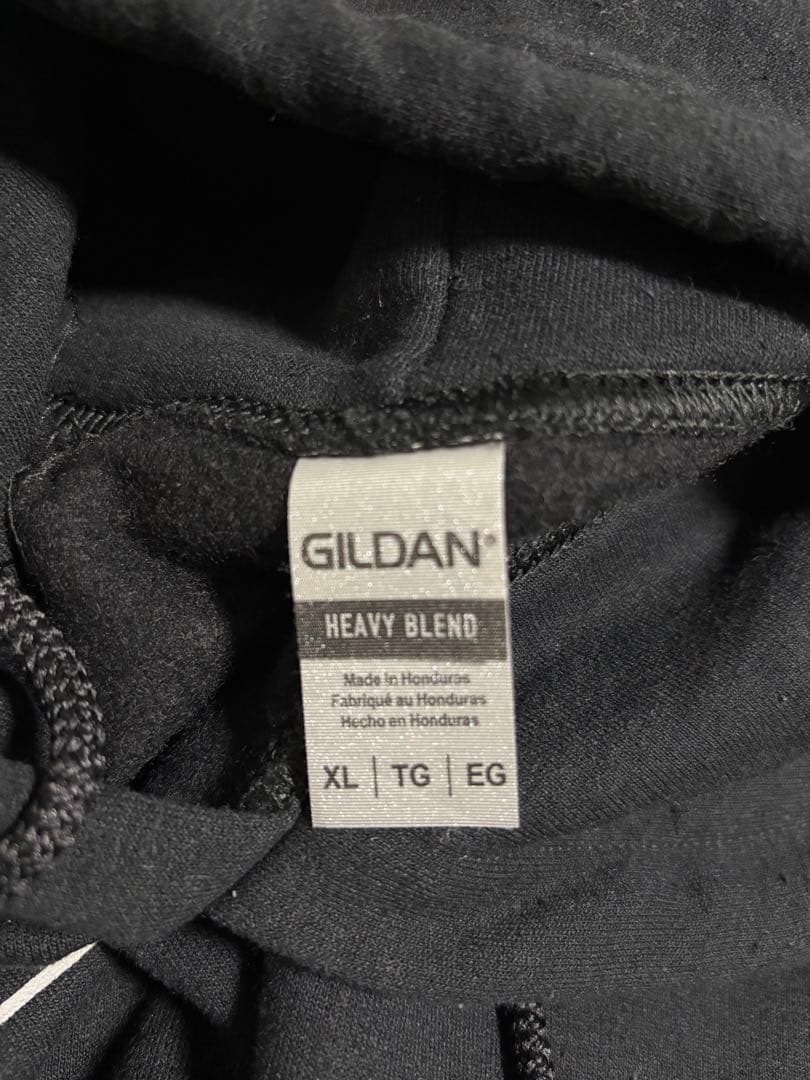 GILDAN®
HEAVY BLEND
Made in Honduras
Fabriqué au Honduras
Hecho en Honduras
XL | TG | EG